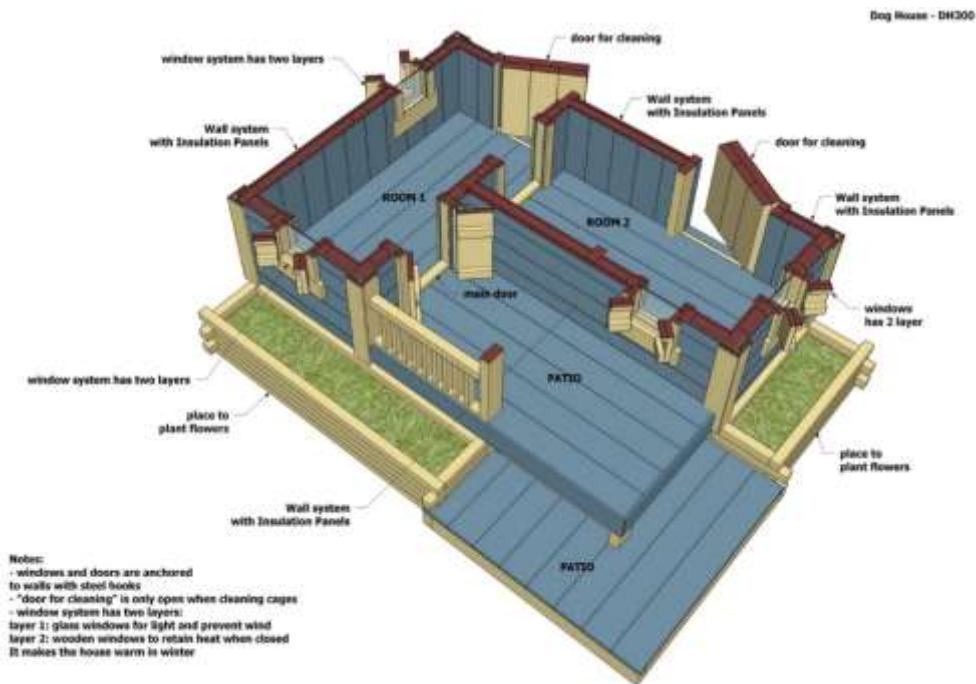 Dog House - DH300
door for cleaning
window system has two layers
Wall system
with Insulation Panels
Wall system
with Insulation Panels
door for cleaning
Wall system
with Insulation Panels
ROOM 1
ROOM 2
main door
windows
has 2 layer
window system has two layers
PATIO
place to
plant flowers
place to
plant flowers
Wall system
with Insulation Panels
PATIO
Notes:
- windows and doors are anchored
to walls with steel hooks
- "door for cleaning" is only open when cleaning cages
- window system has two layers:
layer 1: glass windows for light and prevent wind
layer 2: wooden windows to retain heat when closed
It makes the house warm in winter